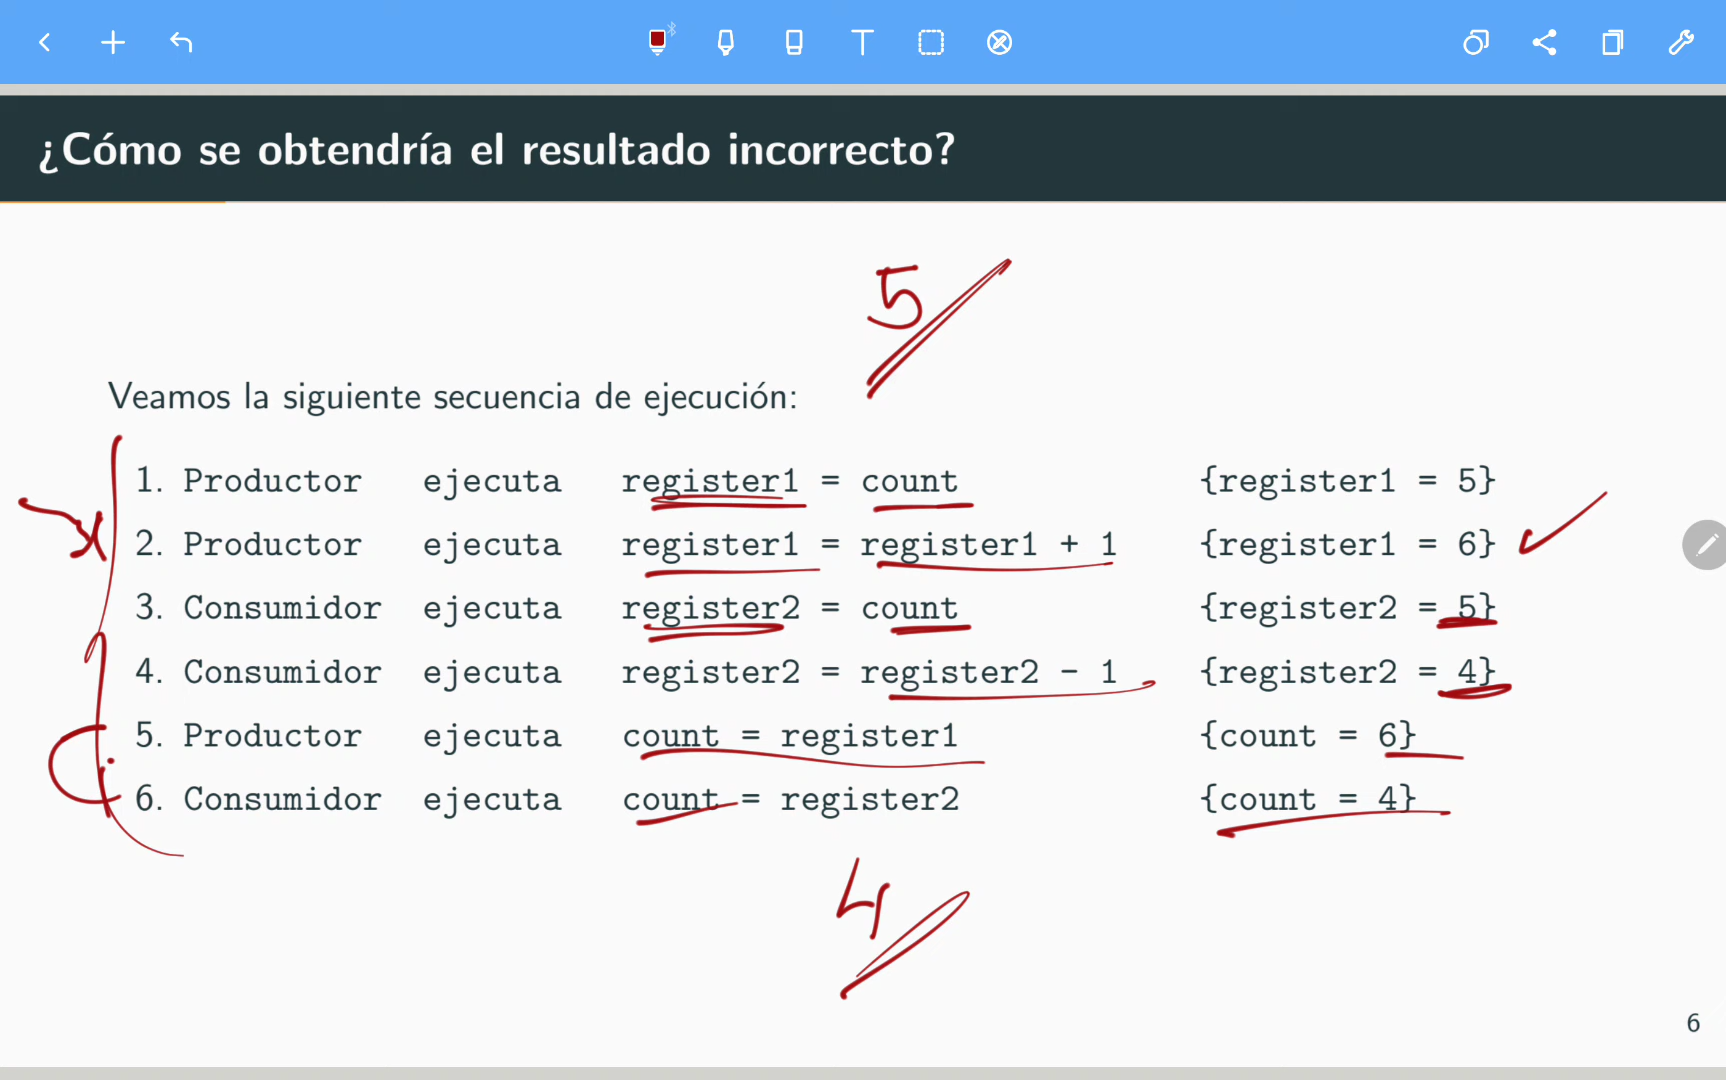 ¿Cómo se obtendría el resultado incorrecto?
5
Veamos la siguiente secuencia de ejecución:
1. Productor ejecuta register1 = count {register1 = 5}
2. Productor ejecuta register1 = register1 + 1 {register1 = 6}
3. Consumidor ejecuta register2 = count {register2 = 5}
4. Consumidor ejecuta register2 = register2 - 1 {register2 = 4}
5. Productor ejecuta count = register1 {count = 6}
6. Consumidor ejecuta count = register2 {count = 4}
4
6